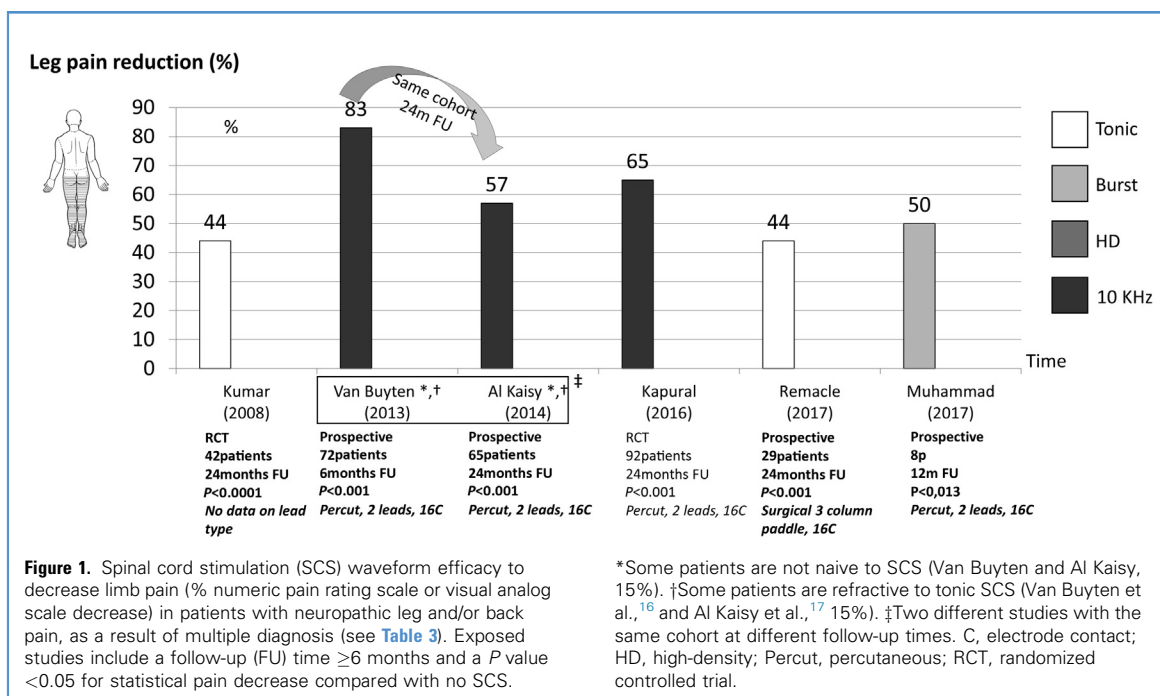 Leg pain reduction (%)
Same cohort
24m FU
%
90
80
70
60
50
40
30
20
10
0
44
83
57
65
44
50
Tonic
Burst
HD
10 KHz
Time
Kumar
(2008)
RCT
42patients
24months FU
P<0.0001
No data on lead
type
Van Buyten *,†
(2013)
Prospective
72patients
6months FU
P<0.001
Percut, 2 leads, 16C
Al Kaisy *,† ‡
(2014)
Prospective
65patients
24months FU
P<0.001
Percut, 2 leads, 16C
Kapural
(2016)
RCT
92patients
24months FU
P<0.001
Percut, 2 leads, 16C
Remacle
(2017)
Prospective
29patients
24months FU
P<0.001
Surgical 3 column
paddle, 16C
Muhammad
(2017)
Prospective
8p
12m FU
P<0,013
Percut, 2 leads, 16C
Figure 1. Spinal cord stimulation (SCS) waveform efficacy to
decrease limb pain (% numeric pain rating scale or visual analog
scale decrease) in patients with neuropathic leg and/or back
pain, as a result of multiple diagnosis (see Table 3). Exposed
studies include a follow-up (FU) time ≥6 months and a P value
<0.05 for statistical pain decrease compared with no SCS.
*Some patients are not naive to SCS (Van Buyten and Al Kaisy,
15%). †Some patients are refractive to tonic SCS (Van Buyten et
al.,16 and Al Kaisy et al.,17 15%). ‡Two different studies with the
same cohort at different follow-up times. C, electrode contact;
HD, high-density; Percut, percutaneous; RCT, randomized
controlled trial.